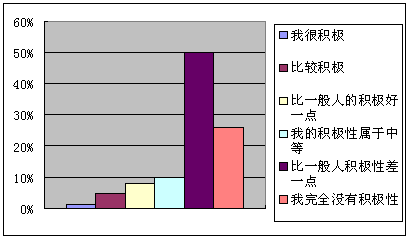 60%
50%
40%
30%
20%
10%
0%
我很积极
比较积极
比一般人的积极好
一点
我的积极性属于中
等
比一般人积极性差
一点
我完全没有积极性